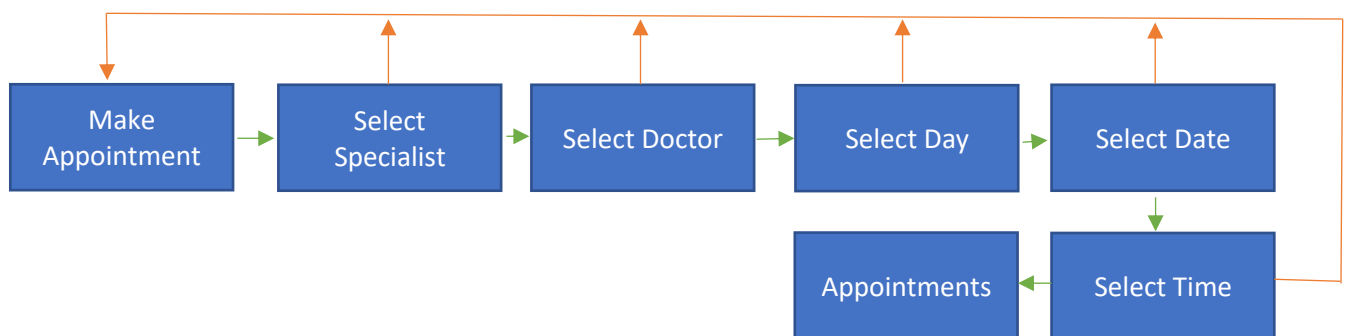 Make
Appointment
Select
Specialist
Select Doctor
Select Day
Select Date
Appointments
Select Time